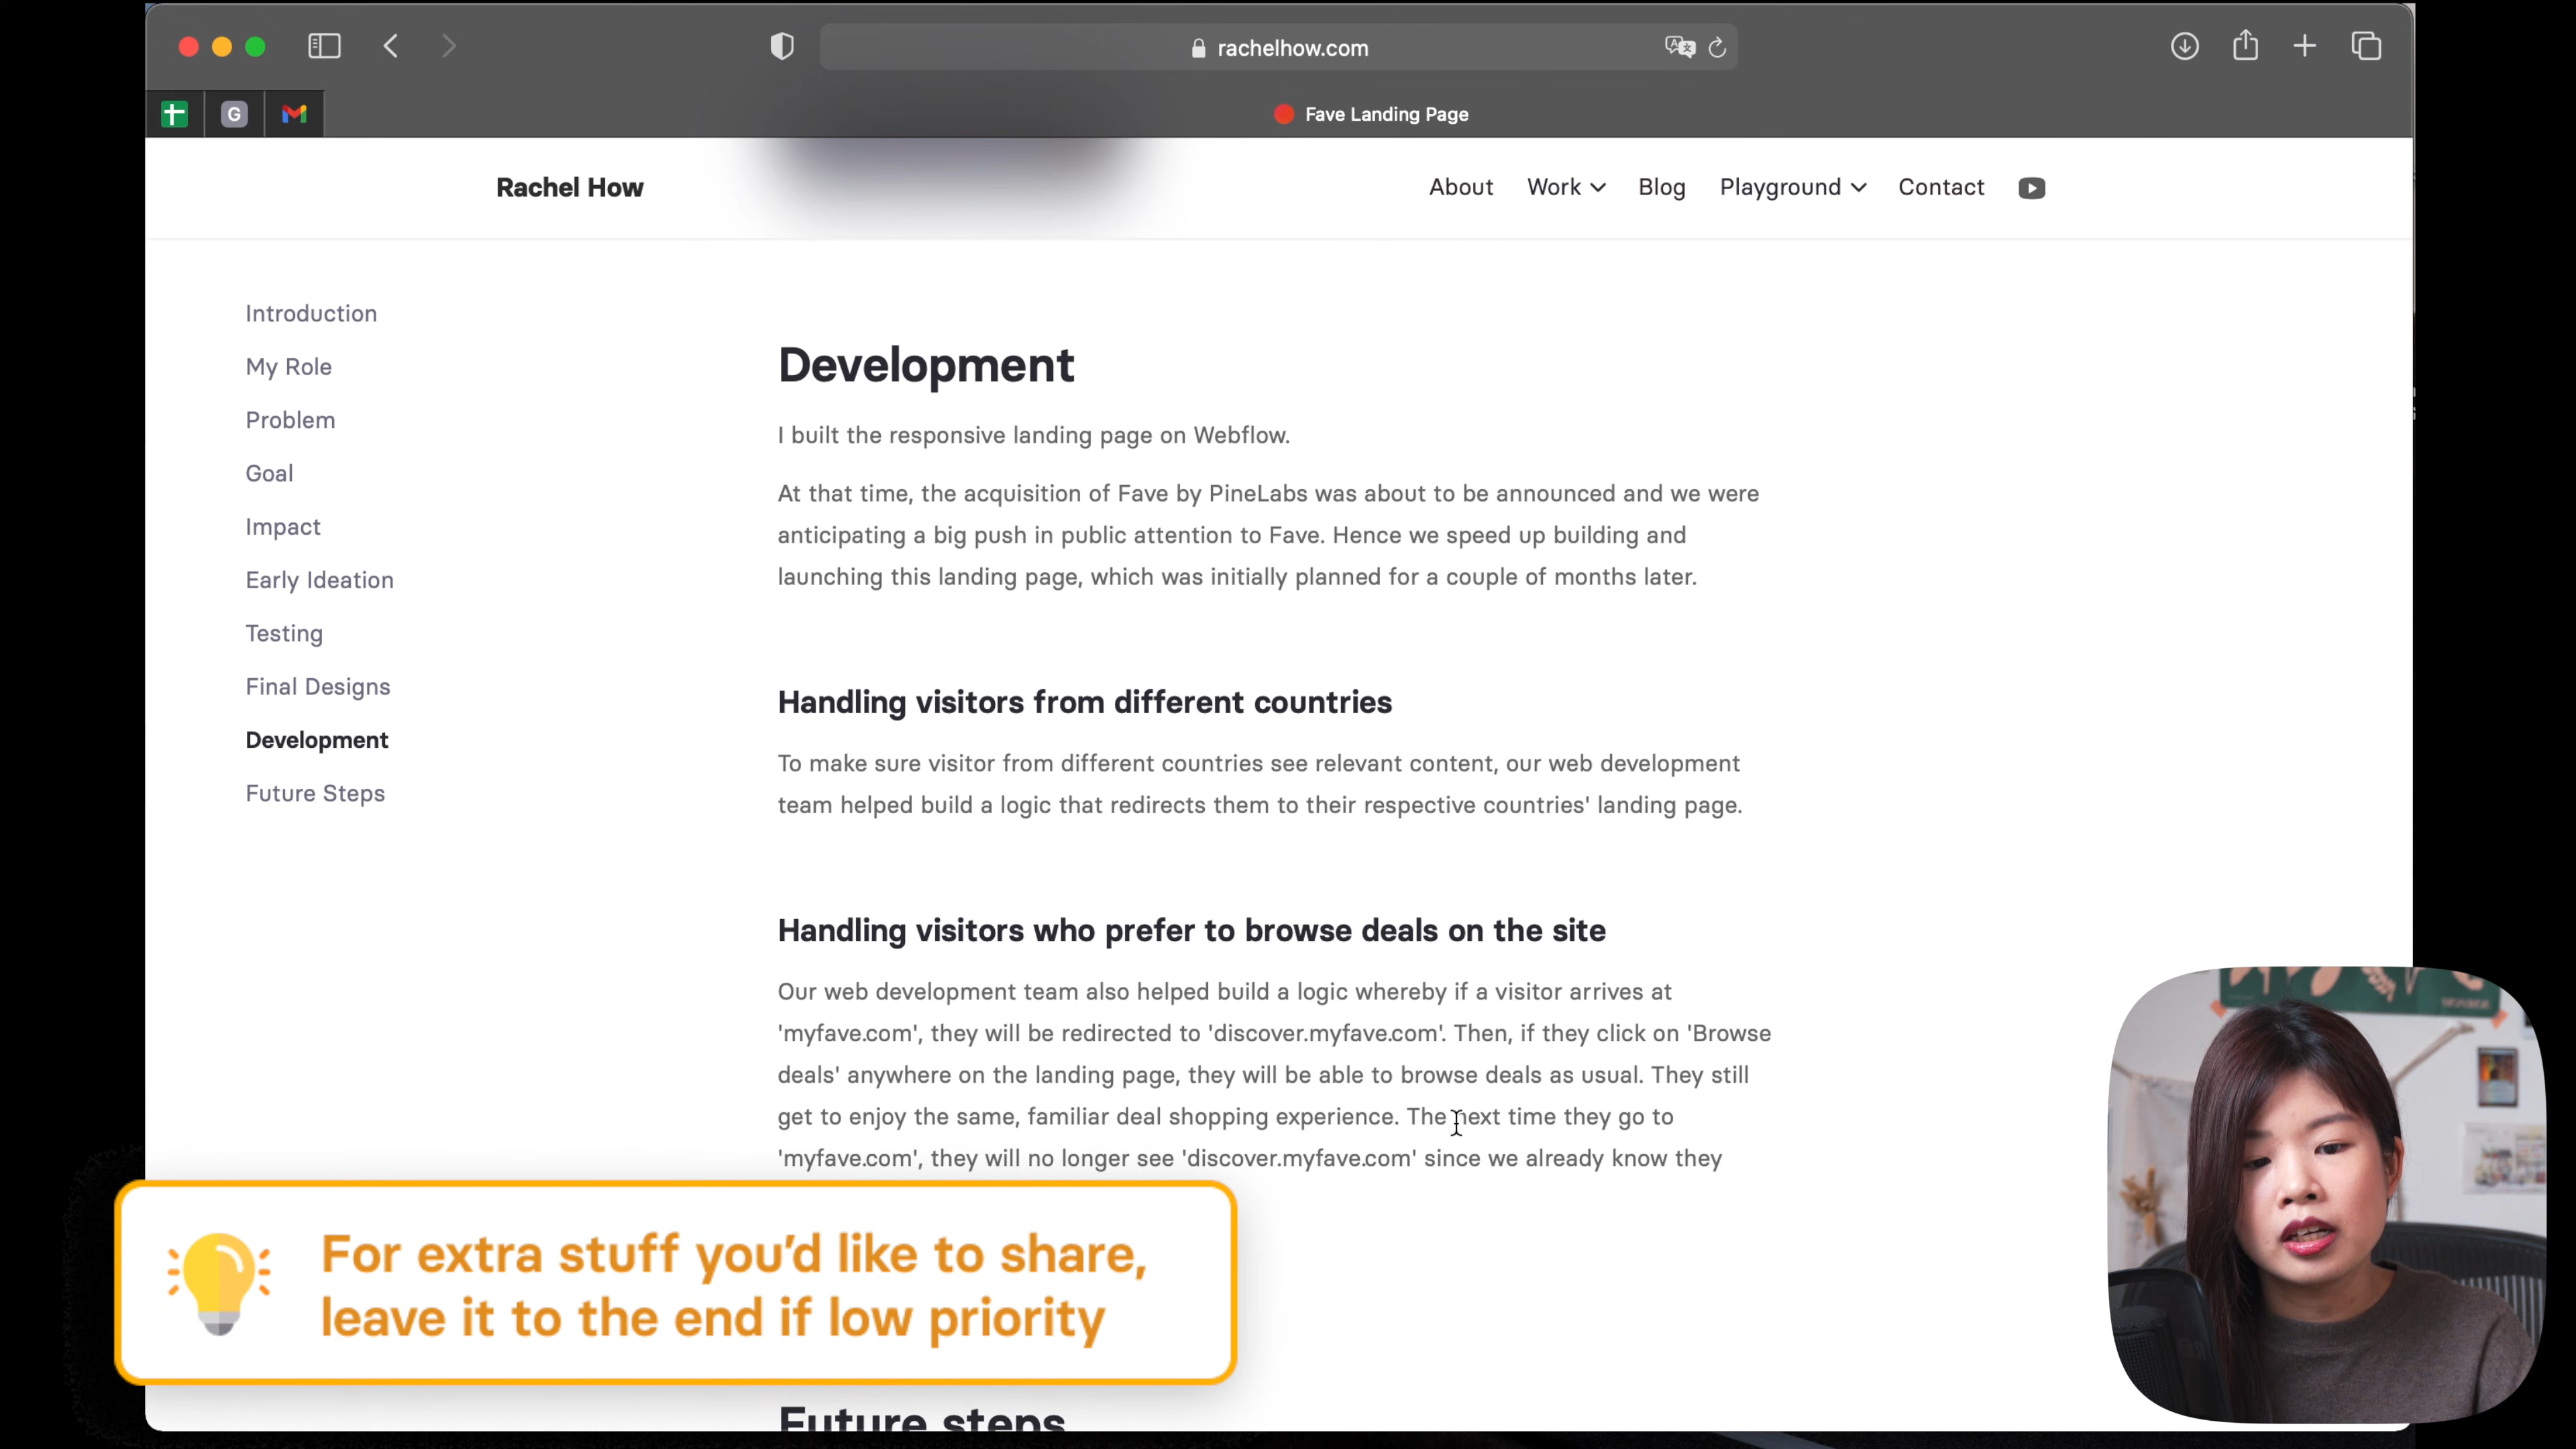 rachelhow.com
G
Fave Landing Page
Rachel How
About
Work
Blog
Playground
Contact
Introduction
My Role
Problem
Goal
Impact
Early Ideation
Testing
Final Designs
Development
Future Steps
Development
I built the responsive landing page on Webflow.
At that time, the acquisition of Fave by PineLabs was about to be announced and we were
anticipating a big push in public attention to Fave. Hence we speed up building and
launching this landing page, which was initially planned for a couple of months later.
Handling visitors from different countries
To make sure visitor from different countries see relevant content, our web development
team helped build a logic that redirects them to their respective countries' landing page.
Handling visitors who prefer to browse deals on the site
Our web development team also helped build a logic whereby if a visitor arrives at
'myfave.com', they will be redirected to 'discover.myfave.com'. Then, if they click on 'Browse
deals' anywhere on the landing page, they will be able to browse deals as usual. They still
get to enjoy the same, familiar deal shopping experience. The next time they go to
'myfave.com', they will no longer see 'discover.myfave.com' since we already know they
For extra stuff you’d like to share,
leave it to the end if low priority
Future steps